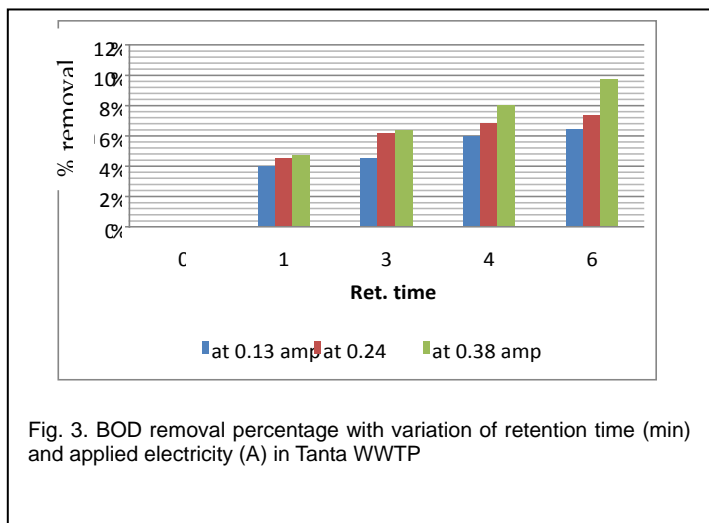 12%
10%
8%
6%
4%
2%
0%
% removal
0 1 3 4 6
Ret. time
at 0.13 amp at 0.24 at 0.38 amp
Fig. 3. BOD removal percentage with variation of retention time (min)
and applied electricity (A) in Tanta WWTP